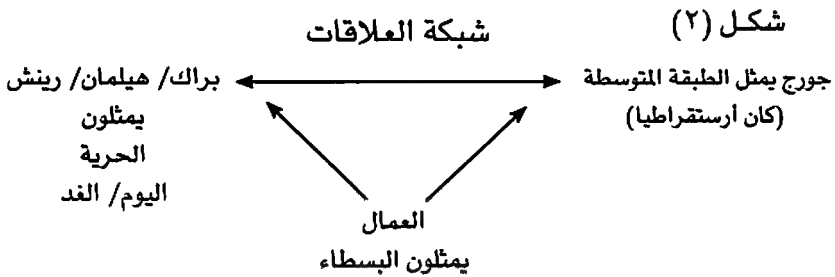 شكل (٢)
شبكة العلاقات
جورج يمثل الطبقة المتوسطة
(كان أرستقراطيا)
براك/ هيلمان/ رينش
يمثلون
الحرية
اليوم/ الغد
العمال
يمثلون البسطاء